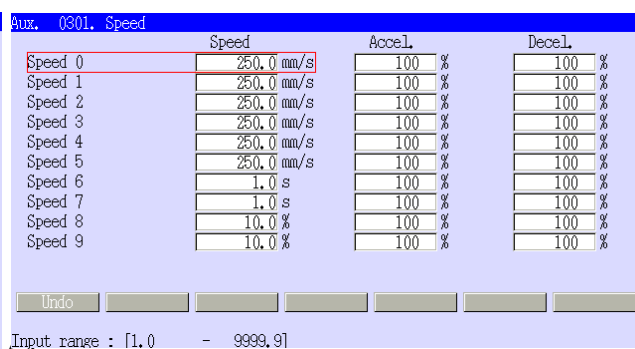 Aux. 0301. Speed
Speed Accel. Decel.
Speed 0 250.0 mm/s 100 % 100 %
Speed 1 250.0 mm/s 100 % 100 %
Speed 2 250.0 mm/s 100 % 100 %
Speed 3 250.0 mm/s 100 % 100 %
Speed 4 250.0 mm/s 100 % 100 %
Speed 5 250.0 mm/s 100 % 100 %
Speed 6 1.0 s 100 % 100 %
Speed 7 1.0 s 100 % 100 %
Speed 8 10.0 % 100 % 100 %
Speed 9 10.0 % 100 % 100 %
Undo
Input range : [1.0 - 9999.9]